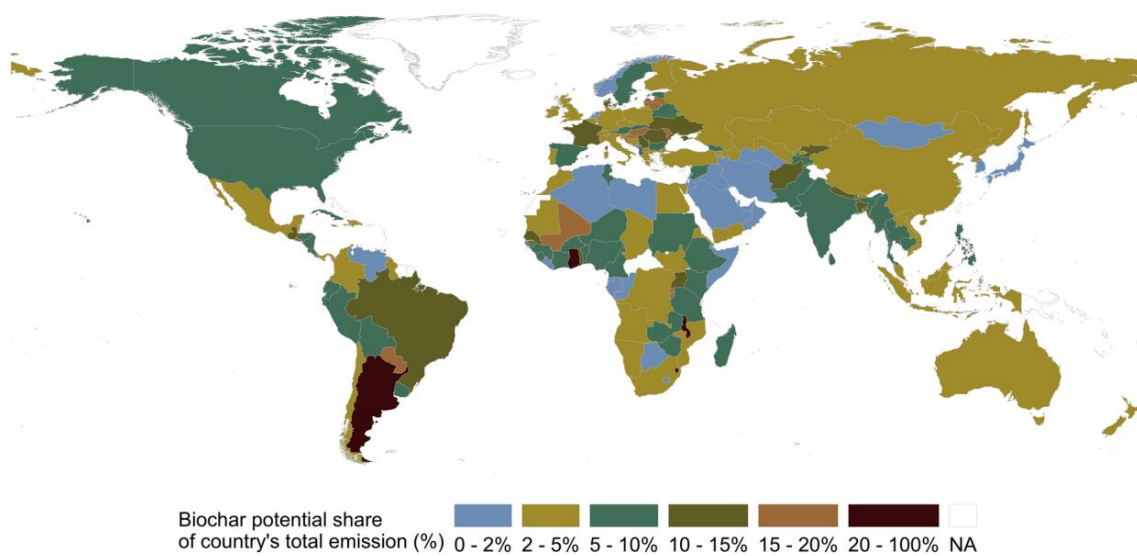 Biochar potential share
of country's total emission (%)
0 - 2%
2 - 5%
5 - 10%
10 - 15%
15 - 20%
20 - 100%
NA